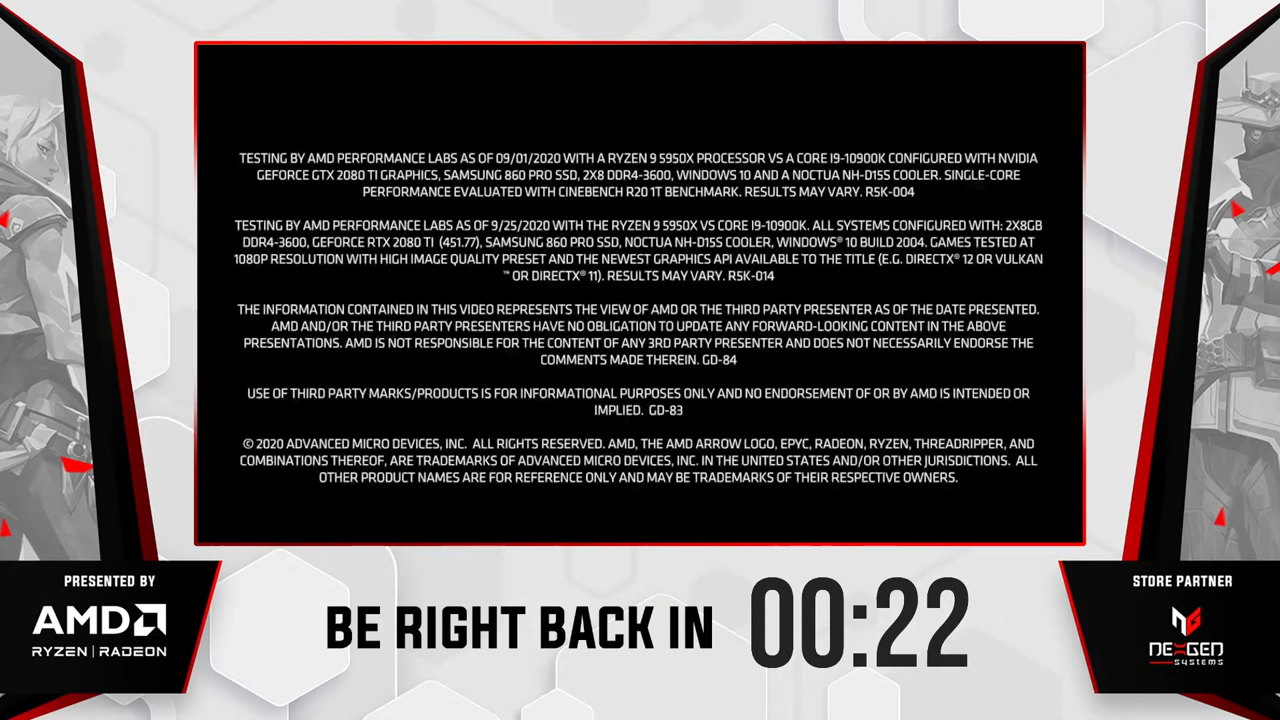 TESTING BY AMD PERFORMANCE LABS AS OF 09/01/2020 WITH A RYZEN 9 5950X PROCESSOR VS A CORE I9-10900K CONFIGURED WITH NVIDIA
GEFORCE GTX 2080 TI GRAPHICS, SAMSUNG 860 PRO SSD, 2X8 DDR4-3600, WINDOWS 10 AND A NOCTUA NH-D15S COOLER. SINGLE-CORE
PERFORMANCE EVALUATED WITH CINEBENCH R20 1T BENCHMARK. RESULTS MAY VARY. R5K-004
TESTING BY AMD PERFORMANCE LABS AS OF 9/25/2020 WITH THE RYZEN 9 5950X VS CORE I9-10900K. ALL SYSTEMS CONFIGURED WITH: 2X8GB
DDR4-3600, GEFORCE RTX 2080 TI (451.77), SAMSUNG 860 PRO SSD, NOCTUA NH-D15S COOLER, WINDOWS® 10 BUILD 2004. GAMES TESTED AT
1080P RESOLUTION WITH HIGH IMAGE QUALITY PRESET AND THE NEWEST GRAPHICS API AVAILABLE TO THE TITLE (E.G. DIRECTX® 12 OR VULKAN
™ OR DIRECTX® 11). RESULTS MAY VARY. R5K-014
THE INFORMATION CONTAINED IN THIS VIDEO REPRESENTS THE VIEW OF AMD OR THE THIRD PARTY PRESENTER AS OF THE DATE PRESENTED.
AMD AND/OR THE THIRD PARTY PRESENTERS HAVE NO OBLIGATION TO UPDATE ANY FORWARD-LOOKING CONTENT IN THE ABOVE
PRESENTATIONS. AMD IS NOT RESPONSIBLE FOR THE CONTENT OF ANY 3RD PARTY PRESENTER AND DOES NOT NECESSARILY ENDORSE THE
COMMENTS MADE THEREIN. GD-84
USE OF THIRD PARTY MARKS/PRODUCTS IS FOR INFORMATIONAL PURPOSES ONLY AND NO ENDORSEMENT OF OR BY AMD IS INTENDED OR
IMPLIED. GD-83
© 2020 ADVANCED MICRO DEVICES, INC. ALL RIGHTS RESERVED. AMD, THE AMD ARROW LOGO, EPYC, RADEON, RYZEN, THREADRIPPER, AND
COMBINATIONS THEREOF, ARE TRADEMARKS OF ADVANCED MICRO DEVICES, INC. IN THE UNITED STATES AND/OR OTHER JURISDICTIONS. ALL
OTHER PRODUCT NAMES ARE FOR REFERENCE ONLY AND MAY BE TRADEMARKS OF THEIR RESPECTIVE OWNERS.
PRESENTED BY
AMD
RYZEN | RADEON
BE RIGHT BACK IN 00:22
STORE PARTNER
NEXGEN
SYSTEMS